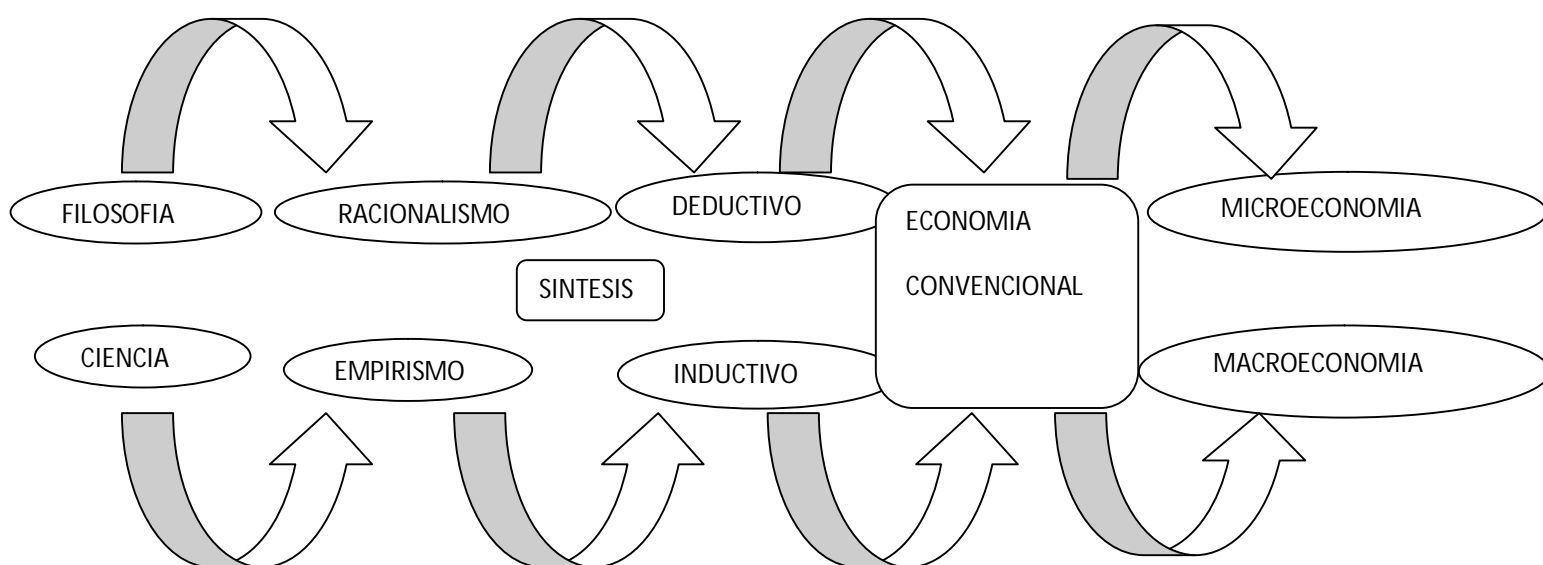 FILOSOFIA
RACIONALISMO
DEDUCTIVO
ECONOMIA
CONVENCIONAL
MICROECONOMIA
SINTESIS
CIENCIA
EMPIRISMO
INDUCTIVO
MACROECONOMIA